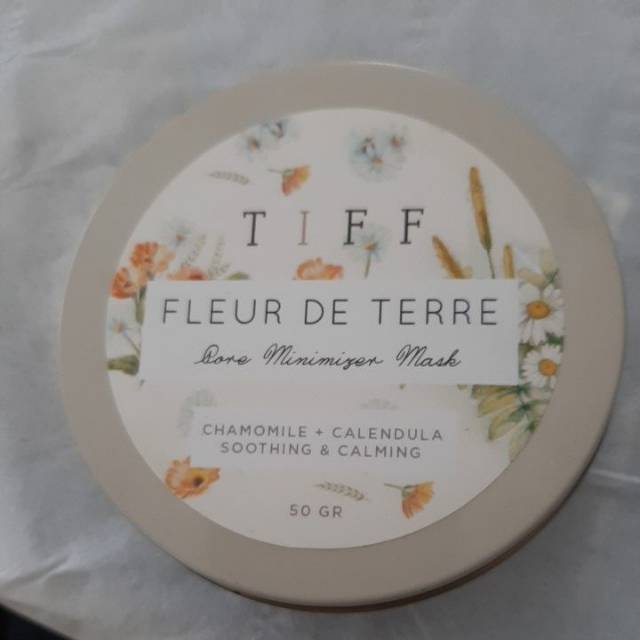 TIFF
FLEUR DE TERRE
Pore Minimizer Mask
CHAMOMILE + CALENDULA
SOOTHING & CALMING
50 GR